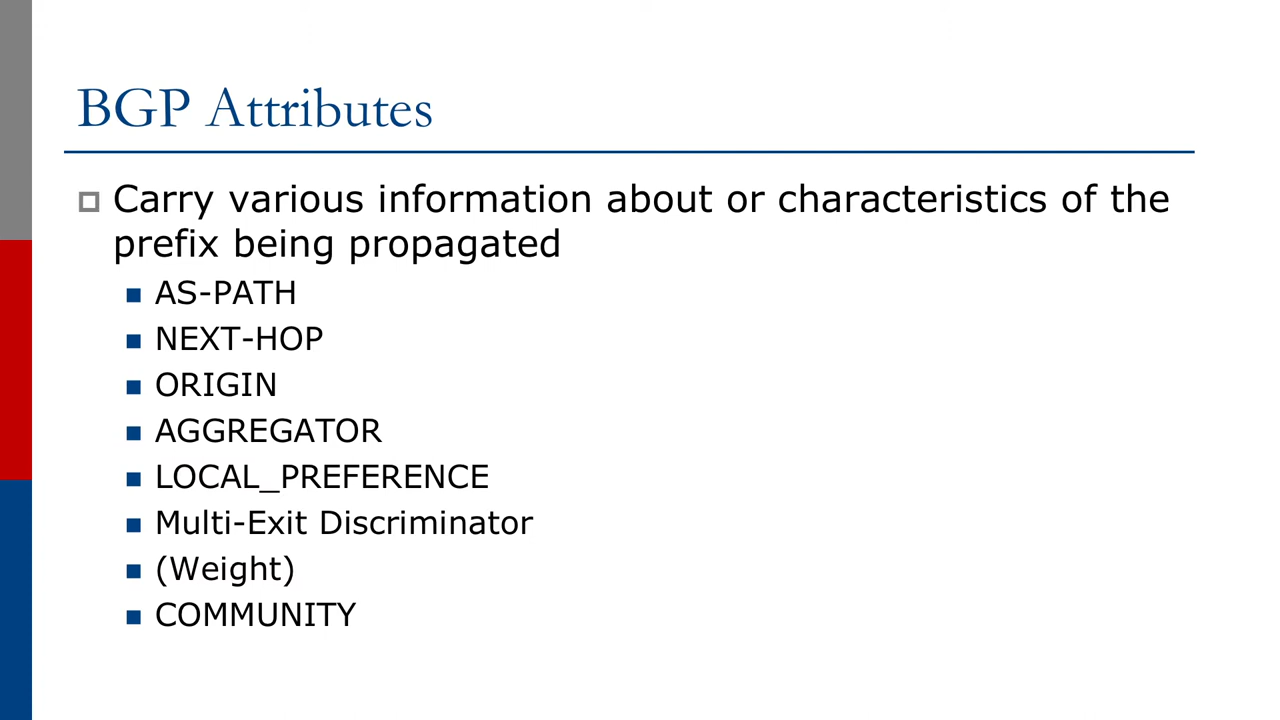 BGP Attributes
Carry various information about or characteristics of the
prefix being propagated
AS-PATH
NEXT-HOP
ORIGIN
AGGREGATOR
LOCAL_PREFERENCE
Multi-Exit Discriminator
(Weight)
COMMUNITY